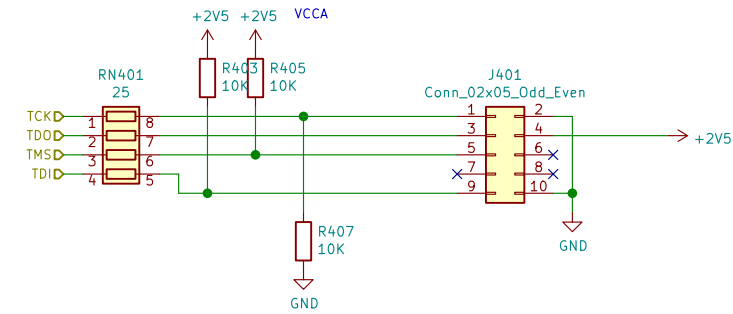 +2V5 +2V5 VCCA
R403 R405
10K 10K
RN401
25
J401
Conn_02x05_Odd_Even
TCK 1 8 1 2
TDO 2 7 3 4 +2V5
TMS 3 6 5 6
TDI 4 5 7 8
9 10
R407
10K
GND
GND